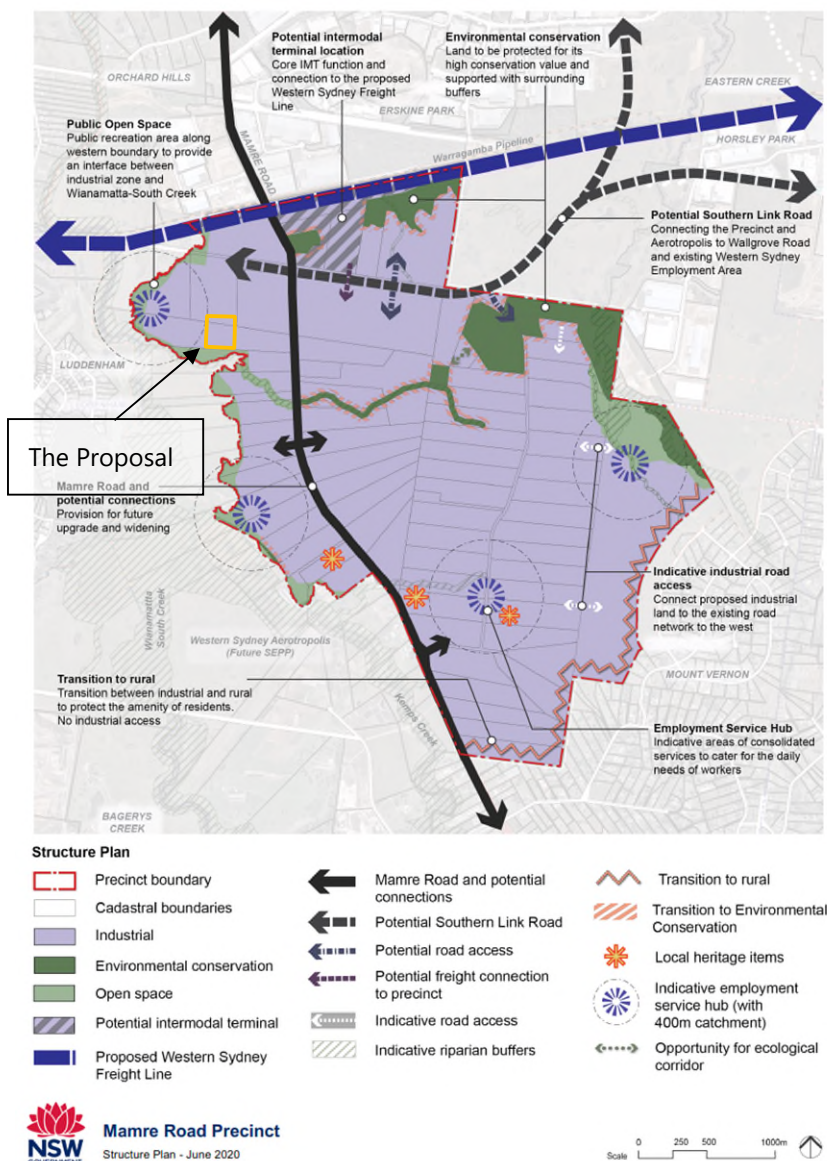 ORCHARD HILLS
Potential intermodal
terminal location
Core IMT function and
connection to the proposed
Western Sydney Freight
Line
Environmental conservation
Land to be protected for its
high conservation value and
supported with surrounding
buffers
EASTERN CREEK
ERSKINE PARK
HORSLEY PARK
Public Open Space
Public recreation area along
western boundary to provide
an interface between
industrial zone and
Wianamatta-South Creek
MAMRE ROAD
Warragamba Pipeline
Potential Southern Link Road
Connecting the Precinct and
Aerotropolis to Wallgrove Road
and existing Western Sydney
Employment Area
LUDDENHAM
The Proposal
Mamre Road and
potential connections
Provision for future
upgrade and widening
Indicative industrial road
access
Connect proposed industrial
land to the existing road
network to the west
Wianamattta
South Creek
Western Sydney Aerotropolis
(Future SEPP)
MOUNT VERNON
Transition to rural
Transition between industrial and rural
to protect the amenity of residents.
No industrial access
Kemps Creek
Employment Service Hub
Indicative areas of consolidated
services to cater for the daily
needs of workers
BAGERYS
CREEK
Structure Plan
Precinct boundary
Cadastral boundaries
Industrial
Environmental conservation
Open space
Potential intermodal terminal
Proposed Western Sydney
Freight Line
Mamre Road and potential
connections
Potential Southern Link Road
Potential road access
Potential freight connection
to precinct
Indicative road access
Indicative riparian buffers
Transition to rural
Transition to Environmental
Conservation
Local heritage items
Indicative employment
service hub (with
400m catchment)
Opportunity for ecological
corridor
NSW
GOVERNMENT
Mamre Road Precinct
Structure Plan - June 2020
Scale 0 250 500 1000m